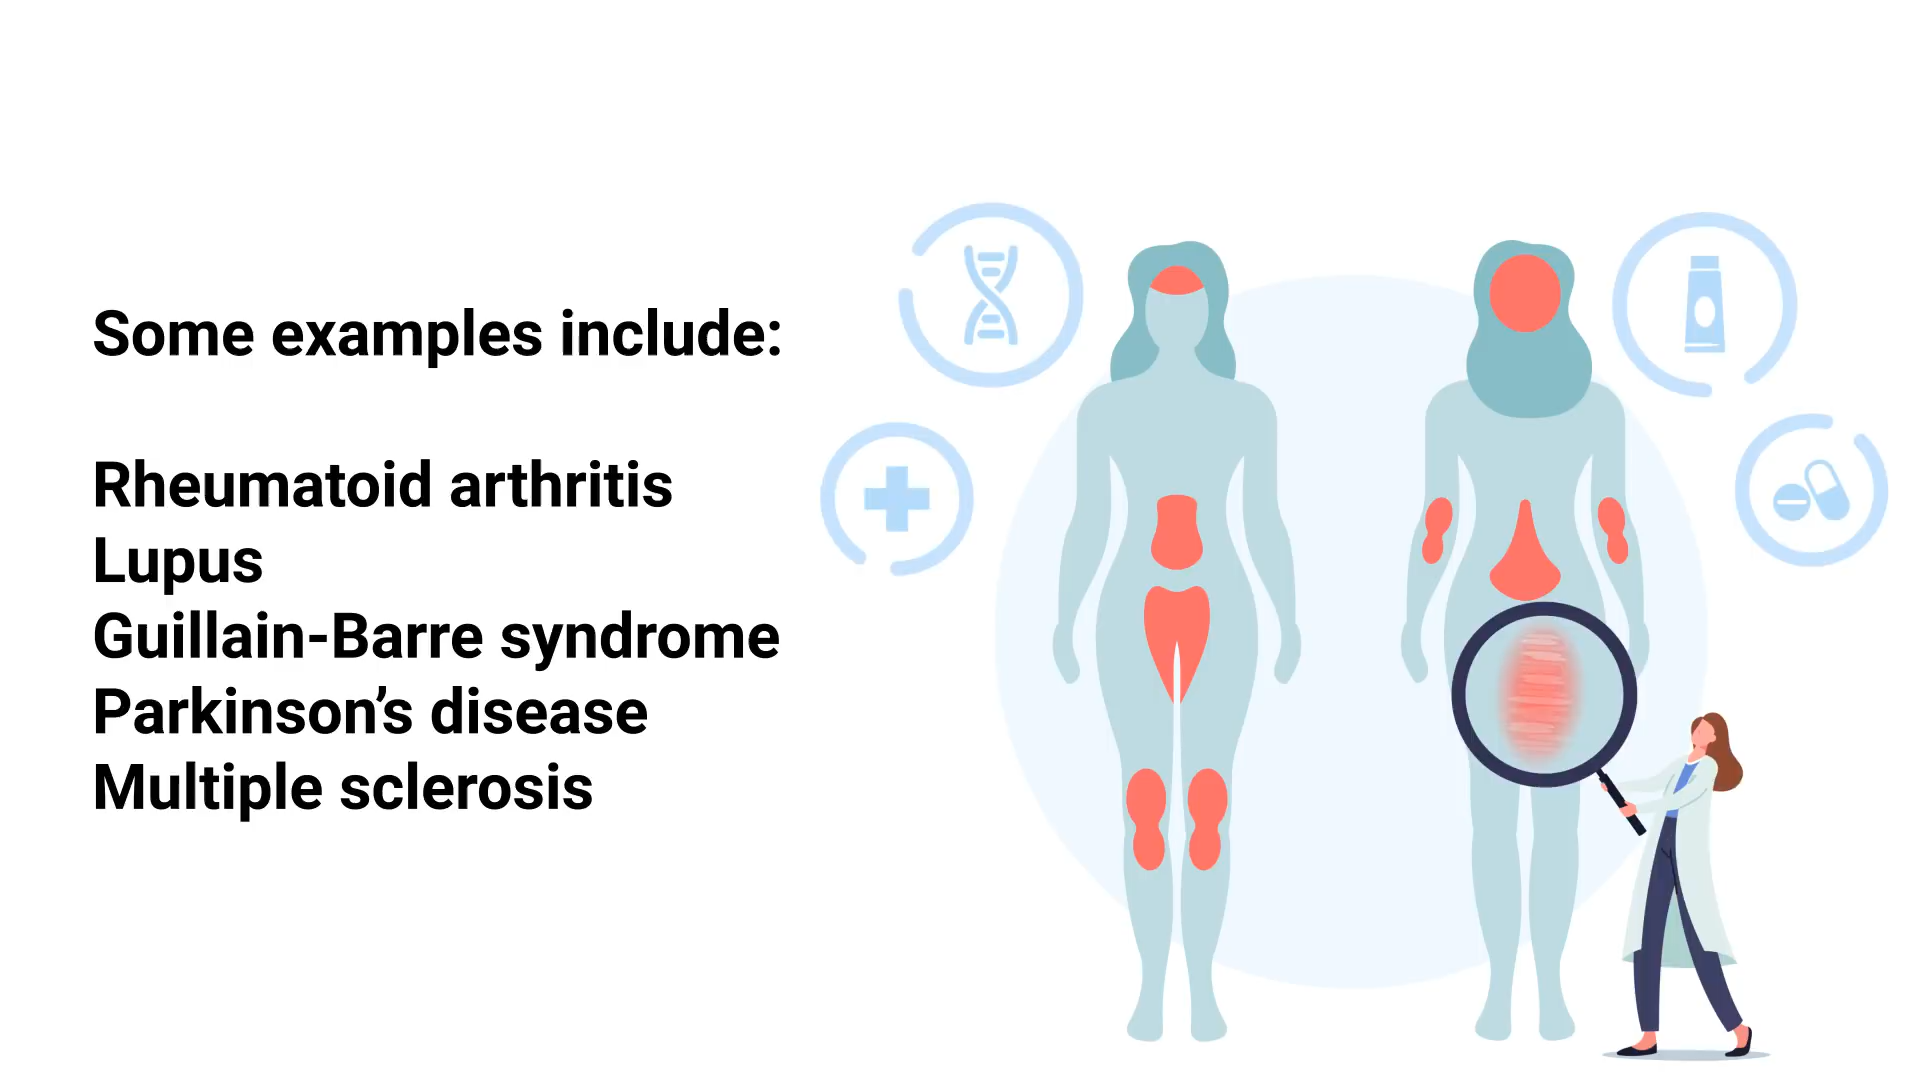 Some examples include:
Rheumatoid arthritis
Lupus
Guillain-Barre syndrome
Parkinson’s disease
Multiple sclerosis